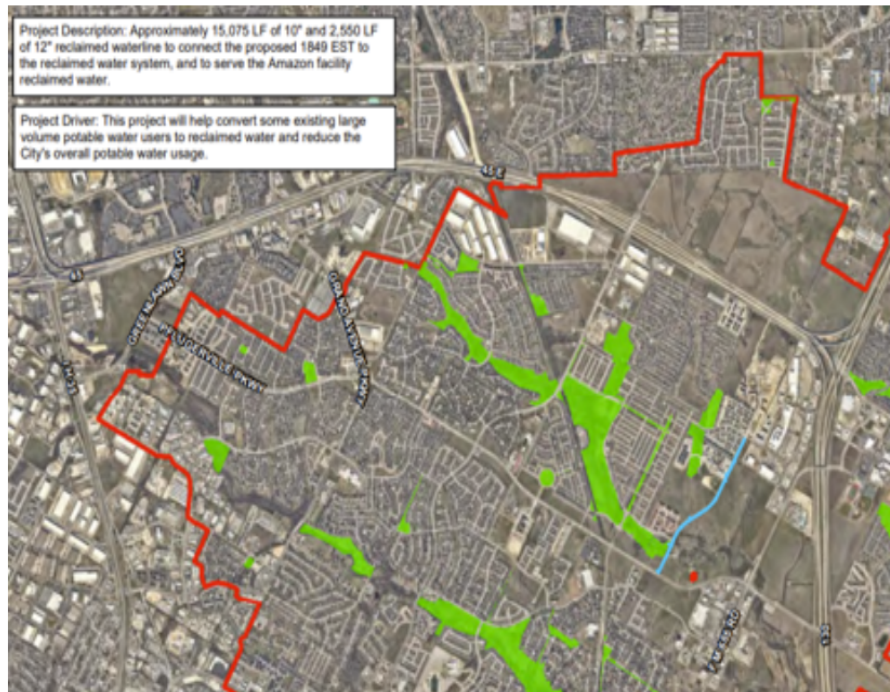 Project Description: Approximately 15,075 LF of 10" and 2,550 LF
of 12" reclaimed waterline to connect the proposed 1849 EST to
the reclaimed water system, and to serve the Amazon facility
reclaimed water.
Project Driver: This project will help convert some existing large
volume potable water users to reclaimed water and reduce the
City's overall potable water usage.
45 E
45
PFLUGERVILLE PKWY